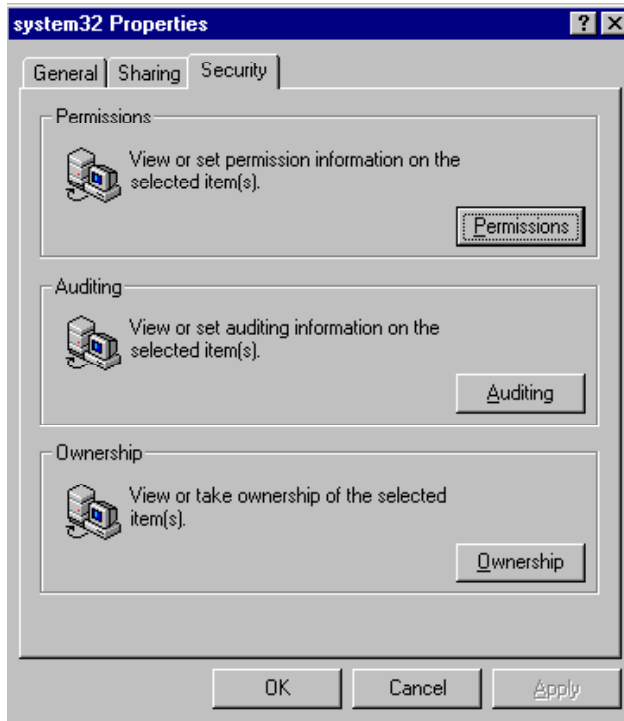 system32 Properties
General Sharing Security
Permissions
View or set permission information on the
selected item(s).
Permissions
Auditing
View or set auditing information on the
selected item(s).
Auditing
Ownership
View or take ownership of the selected
item(s).
Ownership
OK Cancel Apply